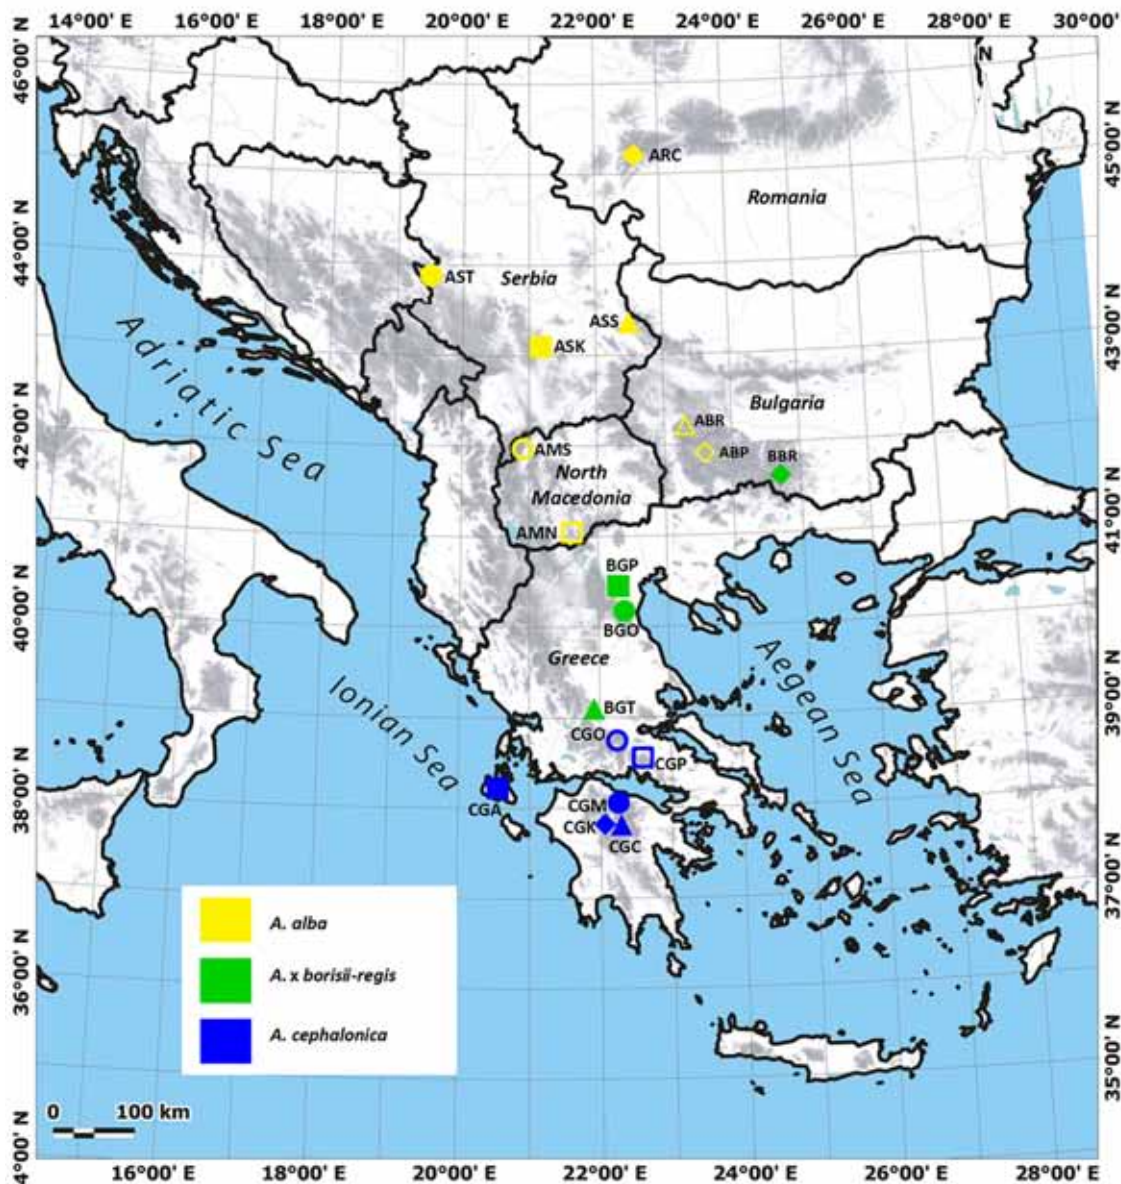 14°00' E 16°00' E 18°00' E 20°00' E 22°00' E 24°00' E 26°00' E 28°00' E 30°00'
46°00' N
45°00' N
44°00' N
43°00' N
42°00' N
41°00' N
40°00' N
39°00' N
38°00' N
37°00' N
36°00' N
35°00' N
4°00' N
N
ARC
Romania
AST
Serbia
ASS
ASK
Adriatic Sea
Bulgaria
ABR
ABP
BBR
AMS
North
Macedonia
AMN
BGP
BGO
Greece
Aegean Sea
Ionian Sea
BGT
CGO
CGP
CGA
CGM
CGK
CGC
A. alba
A. x borisii-regis
A. cephalonica
0 100 km
16°00' E 18°00' E 20°00' E 22°00' E 24°00' E 26°00' E 28°00' E